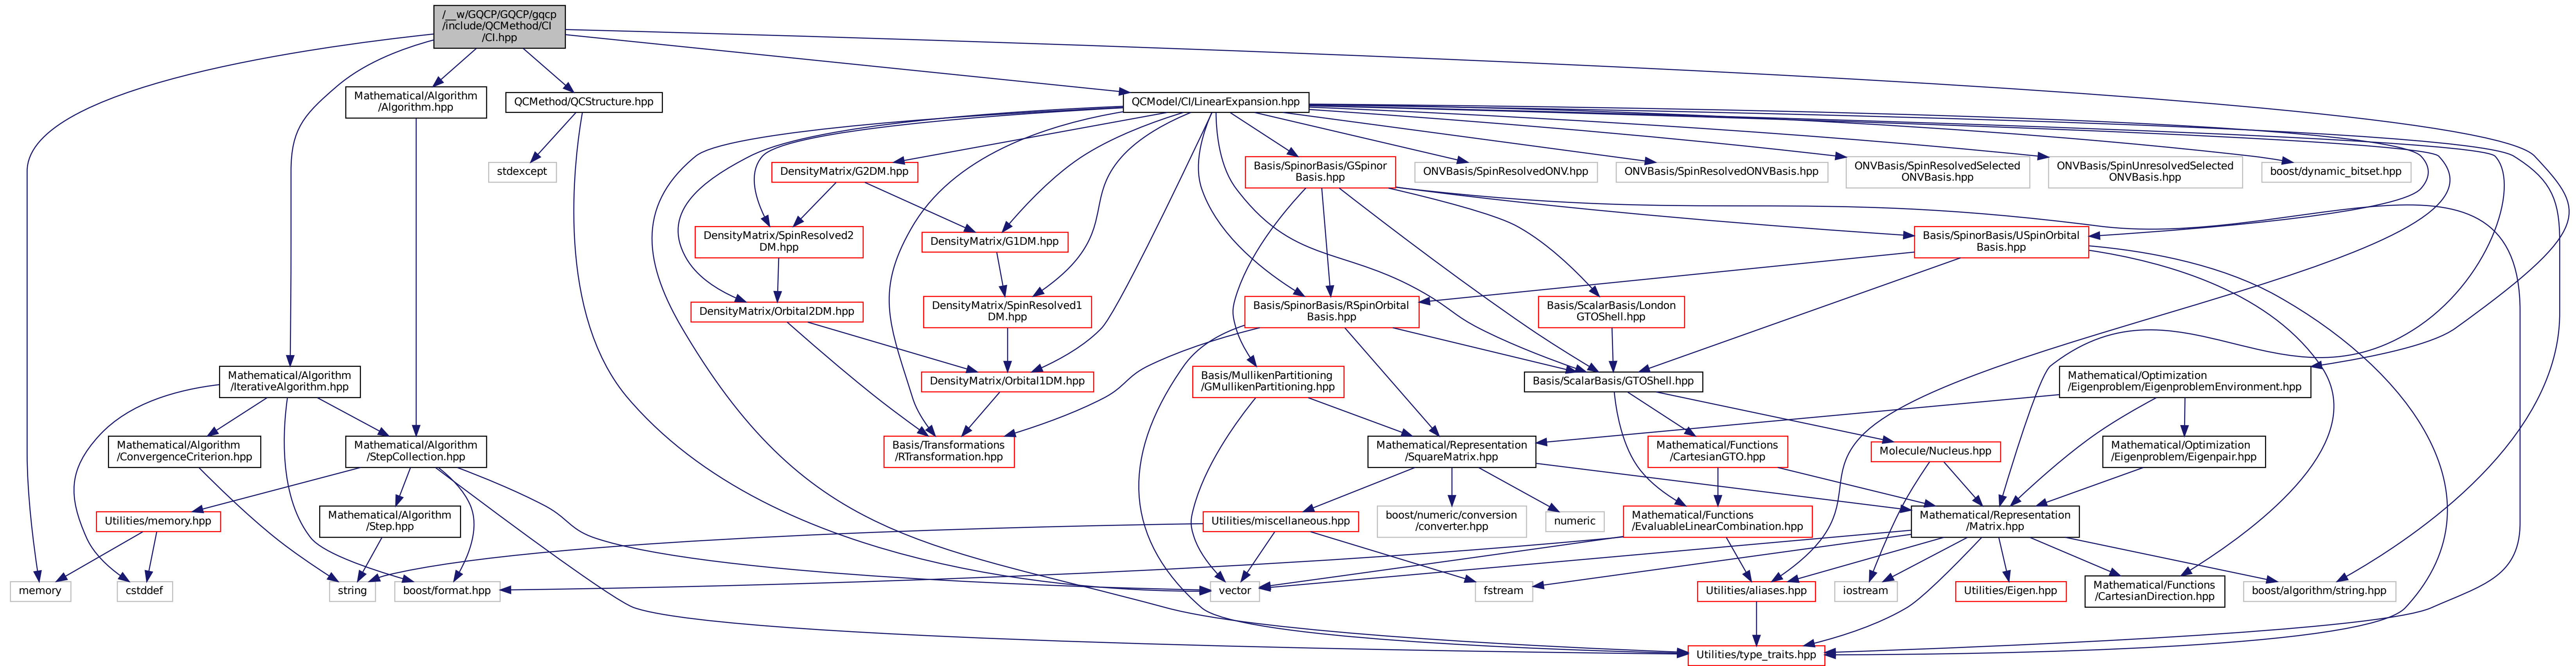 /__w/GQCP/GQCP/gqcp
/include/QCMethod/CI
/CI.hpp
Mathematical/Algorithm
/Algorithm.hpp
QCMethod/QCStructure.hpp
QCModel/CI/LinearExpansion.hpp
stdexcept
DensityMatrix/G2DM.hpp
Basis/SpinorBasis/GSpinor
Basis.hpp
ONVBasis/SpinResolvedONV.hpp
ONVBasis/SpinResolvedONVBasis.hpp
ONVBasis/SpinResolvedSelected
ONVBasis.hpp
ONVBasis/SpinUnresolvedSelected
ONVBasis.hpp
boost/dynamic_bitset.hpp
DensityMatrix/SpinResolved2
DM.hpp
DensityMatrix/G1DM.hpp
Basis/SpinorBasis/USpinOrbital
Basis.hpp
DensityMatrix/Orbital2DM.hpp
DensityMatrix/SpinResolved1
DM.hpp
Basis/SpinorBasis/RSpinOrbital
Basis.hpp
Basis/ScalarBasis/London
GTOShell.hpp
Mathematical/Algorithm
/IterativeAlgorithm.hpp
DensityMatrix/Orbital1DM.hpp
Basis/MullikenPartitioning
/GMullikenPartitioning.hpp
Basis/ScalarBasis/GTOShell.hpp
Mathematical/Optimization
/Eigenproblem/EigenproblemEnvironment.hpp
Mathematical/Algorithm
/ConvergenceCriterion.hpp
Mathematical/Algorithm
/StepCollection.hpp
Basis/Transformations
/RTransformation.hpp
Mathematical/Representation
/SquareMatrix.hpp
Mathematical/Functions
/CartesianGTO.hpp
Molecule/Nucleus.hpp
Mathematical/Optimization
/Eigenproblem/Eigenpair.hpp
Utilities/memory.hpp
Mathematical/Algorithm
/Step.hpp
Utilities/miscellaneous.hpp
boost/numeric/conversion
/converter.hpp
numeric
Mathematical/Functions
/EvaluableLinearCombination.hpp
Mathematical/Representation
/Matrix.hpp
memory
cstddef
string
boost/format.hpp
vector
fstream
Utilities/aliases.hpp
iostream
Utilities/Eigen.hpp
Mathematical/Functions
/CartesianDirection.hpp
boost/algorithm/string.hpp
Utilities/type_traits.hpp